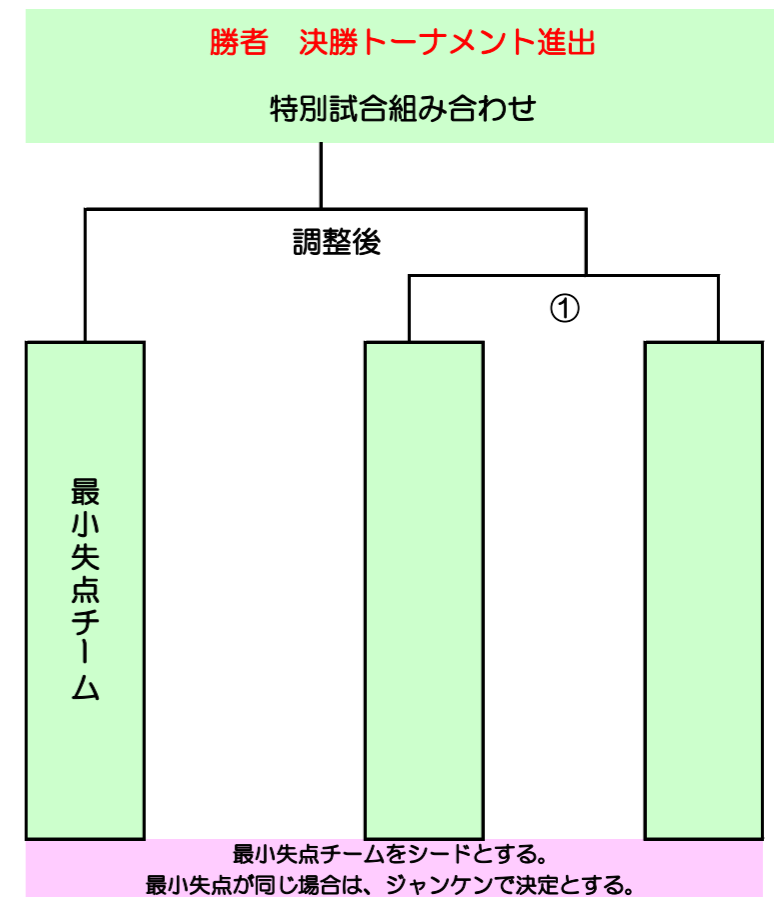 勝者　決勝トーナメント進出
特別試合組み合わせ
調整後
①
最小失点チーム
最小失点チームをシードとする。
最小失点が同じ場合は、ジャンケンで決定とする。